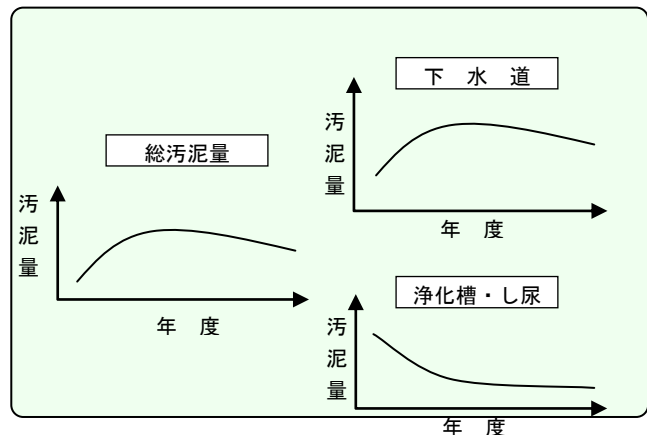 総汚泥量
汚泥量
年 度
下 水 道
汚泥量
年 度
浄化槽・し尿
汚泥量
年 度